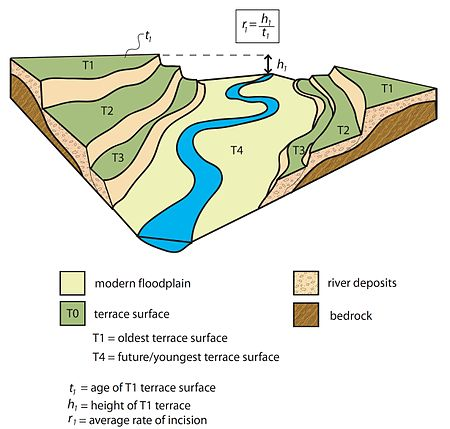 r₁ = h₁/t₁
t₁
h₁
T1
T1
T2
T2
T3
T3
T4
modern floodplain
river deposits
T0 terrace surface
bedrock
T1 = oldest terrace surface
T4 = future/youngest terrace surface
t₁ = age of T1 terrace surface
h₁ = height of T1 terrace
r₁ = average rate of incision